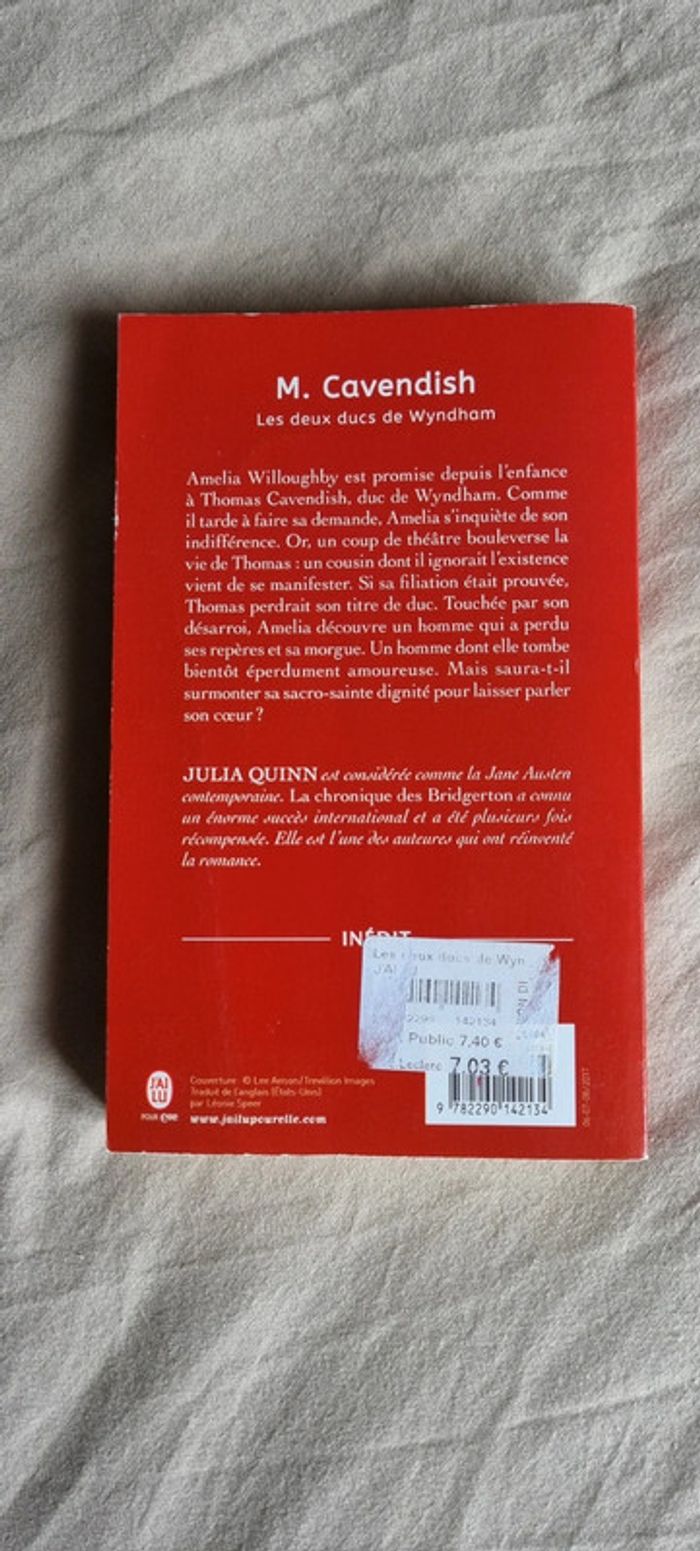 M. Cavendish
Les deux ducs de Wyndham
Amelia Willoughby est promise depuis l'enfance
à Thomas Cavendish, duc de Wyndham. Comme
il tarde à faire sa demande, Amelia s'inquiète de son
indifférence. Or, un coup de théâtre bouleverse la
vie de Thomas : un cousin dont il ignorait l'existence
vient de se manifester. Si sa filiation était prouvée,
Thomas perdrait son titre de duc. Touchée par son
désarroi, Amelia découvre un homme qui a perdu
ses repères et sa morgue. Un homme dont elle tombe
bientôt éperdument amoureuse. Mais saura-t-il
surmonter sa sacro-sainte dignité pour laisser parler
son cœur ?
JULIA QUINN est considérée comme la Jane Austen
contemporaine. La chronique des Bridgerton a connu
un énorme succès international et a été plusieurs fois
récompensée. Elle est l'une des auteures qui ont réinventé
la romance.
INÉDIT
Les deux ducs de Wyn
J'AI LU
142134
Public 7,40 €
Leclerc 7,03 €
9 782290 142134
J'AI LU
POUR elle
Couverture : © Lee Avison / Trevillion Images
Traduit de l'anglais (États-Unis)
par Léonie Speer
www.jailupourelle.com